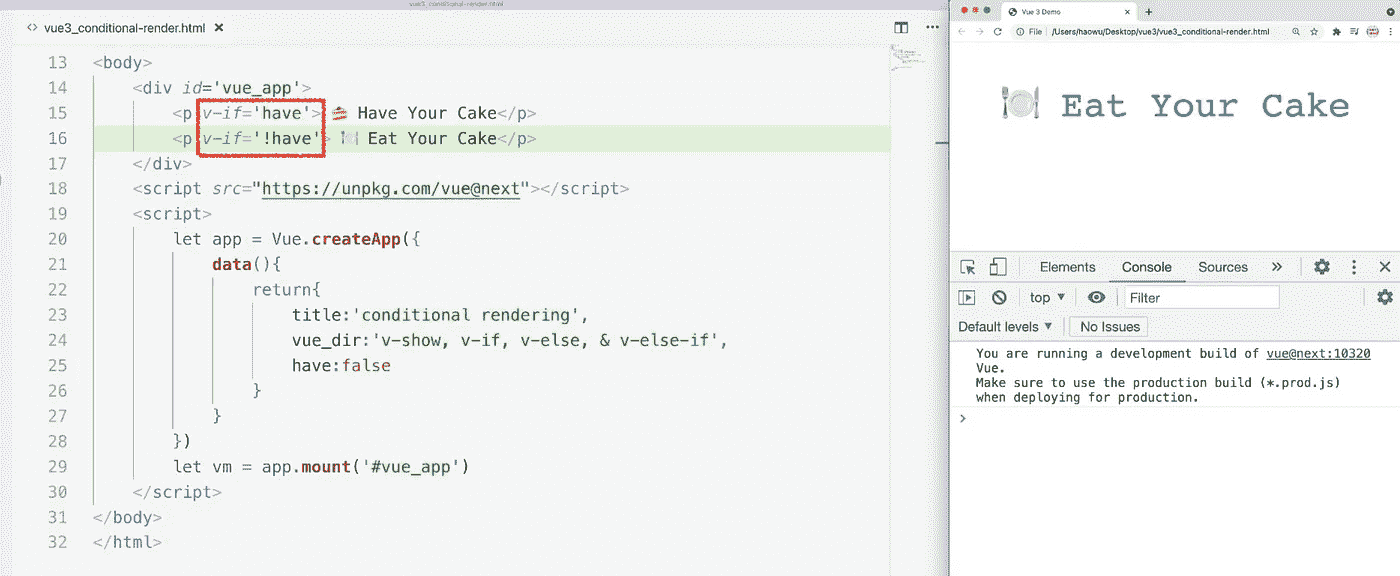 vue3_conditional-render.html
<> vue3_conditional-render.html ×
13 <body>
14 <div id='vue_app'>
15 <p v-if='have'>🍰 Have Your Cake</p>
16 <p v-if='!have'> 🍽 Eat Your Cake</p>
17 </div>
18 <script src="https://unpkg.com/vue@next"></script>
19 <script>
20 let app = Vue.createApp({
21 data(){
22 return{
23 title:'conditional rendering',
24 vue_dir:'v-show, v-if, v-else, & v-else-if',
25 have:false
26 }
27 }
28 })
29 let vm = app.mount('#vue_app')
30 </script>
31 </body>
32 </html>
Vue 3 Demo
File /Users/haowu/Desktop/vue3/vue3_conditional-render.html
🍽 Eat Your Cake
Elements Console Sources »
top ▼ Filter
Default levels ▼ No Issues
You are running a development build of vue@next:10320
Vue.
Make sure to use the production build (*.prod.js)
when deploying for production.
>